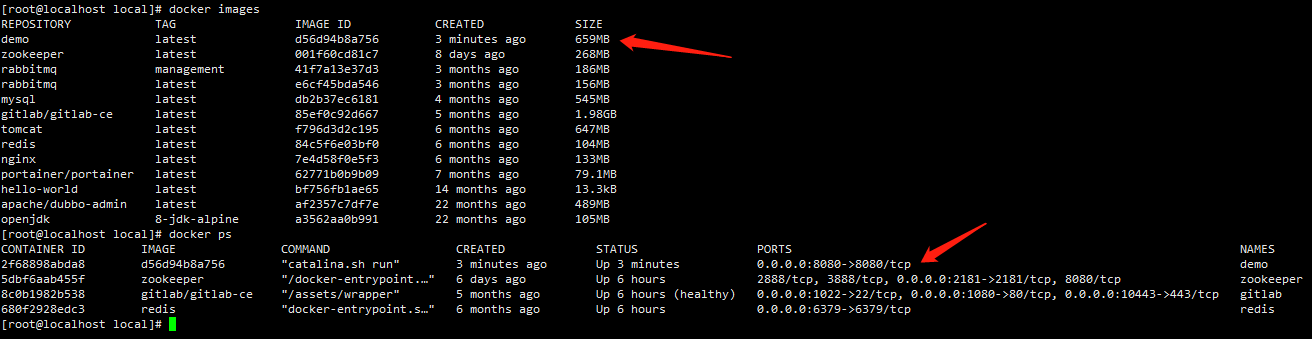 [root@localhost local]# docker images
REPOSITORY TAG IMAGE ID CREATED SIZE
demo latest d56d94b8a756 3 minutes ago 659MB
zookeeper latest 001f60cd81c7 8 days ago 268MB
rabbitmq management 41f7a13e37d3 3 months ago 186MB
rabbitmq latest e6cf45bda546 3 months ago 156MB
mysql latest db2b37ec6181 4 months ago 545MB
gitlab/gitlab-ce latest 85ef0c92d667 5 months ago 1.98GB
tomcat latest f796d3d2c195 6 months ago 647MB
redis latest 84c5f6e03bf0 6 months ago 104MB
nginx latest 7e4d58f0e5f3 6 months ago 133MB
portainer/portainer latest 62771b0b9b09 7 months ago 79.1MB
hello-world latest bf756fb1ae65 14 months ago 13.3kB
apache/dubbo-admin latest af2357c7df7e 22 months ago 489MB
openjdk 8-jdk-alpine a3562aa0b991 22 months ago 105MB
[root@localhost local]# docker ps
CONTAINER ID IMAGE COMMAND CREATED STATUS PORTS NAMES
2f68898abda8 d56d94b8a756 "catalina.sh run" 3 minutes ago Up 3 minutes 0.0.0.0:8080->8080/tcp demo
5dbf6aab455f zookeeper "/docker-entrypoint.…" 6 days ago Up 6 hours 2888/tcp, 3888/tcp, 0.0.0.0:2181->2181/tcp, 8080/tcp zookeeper
8c0b1982b538 gitlab/gitlab-ce "/assets/wrapper" 5 months ago Up 6 hours (healthy) 0.0.0.0:1022->22/tcp, 0.0.0.0:1080->80/tcp, 0.0.0.0:10443->443/tcp gitlab
680f2928edc3 redis "docker-entrypoint.s…" 6 months ago Up 6 hours 0.0.0.0:6379->6379/tcp redis
[root@localhost local]#